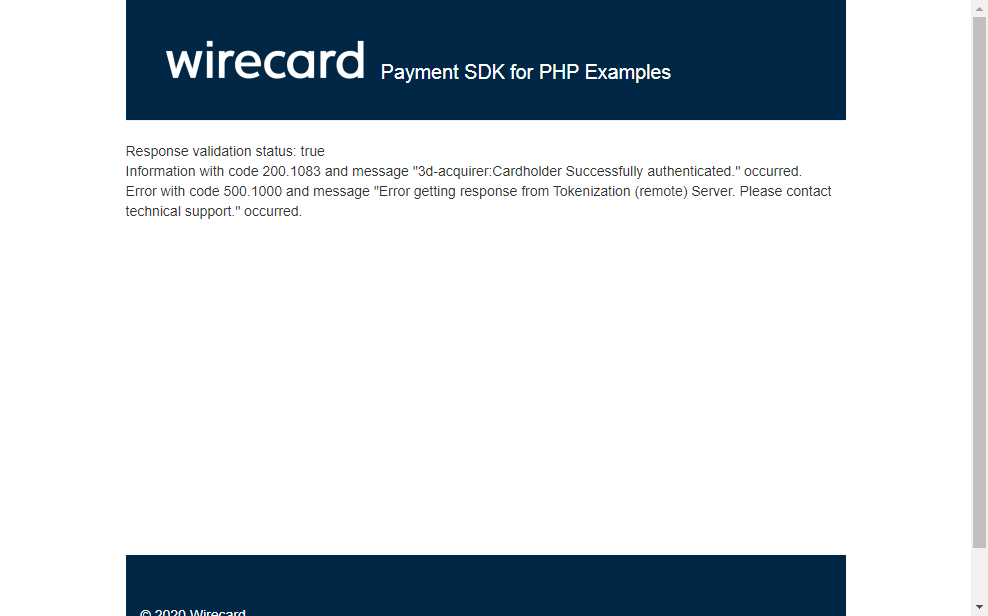 wirecard Payment SDK for PHP Examples
Response validation status: true
Information with code 200.1083 and message "3d-acquirer:Cardholder Successfully authenticated." occurred.
Error with code 500.1000 and message "Error getting response from Tokenization (remote) Server. Please contact
technical support." occurred.
© 2020 Wirecard